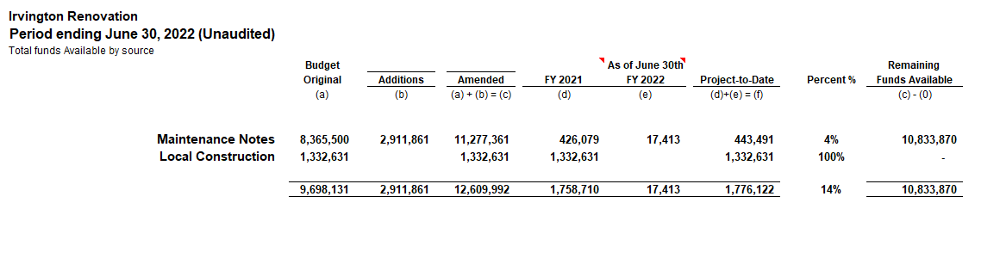 Irvington Renovation
Period ending June 30, 2022 (Unaudited)
Total funds Available by source
Budget As of June 30th Remaining
Original Additions Amended FY 2021 FY 2022 Project-to-Date Percent % Funds Available
(a) (b) (a) + (b) = (c) (d) (e) (d)+(e) = (f) (c) - (0)
Maintenance Notes 8,365,500 2,911,861 11,277,361 426,079 17,413 443,491 4% 10,833,870
Local Construction 1,332,631 1,332,631 1,332,631 1,332,631 100% -
9,698,131 2,911,861 12,609,992 1,758,710 17,413 1,776,122 14% 10,833,870